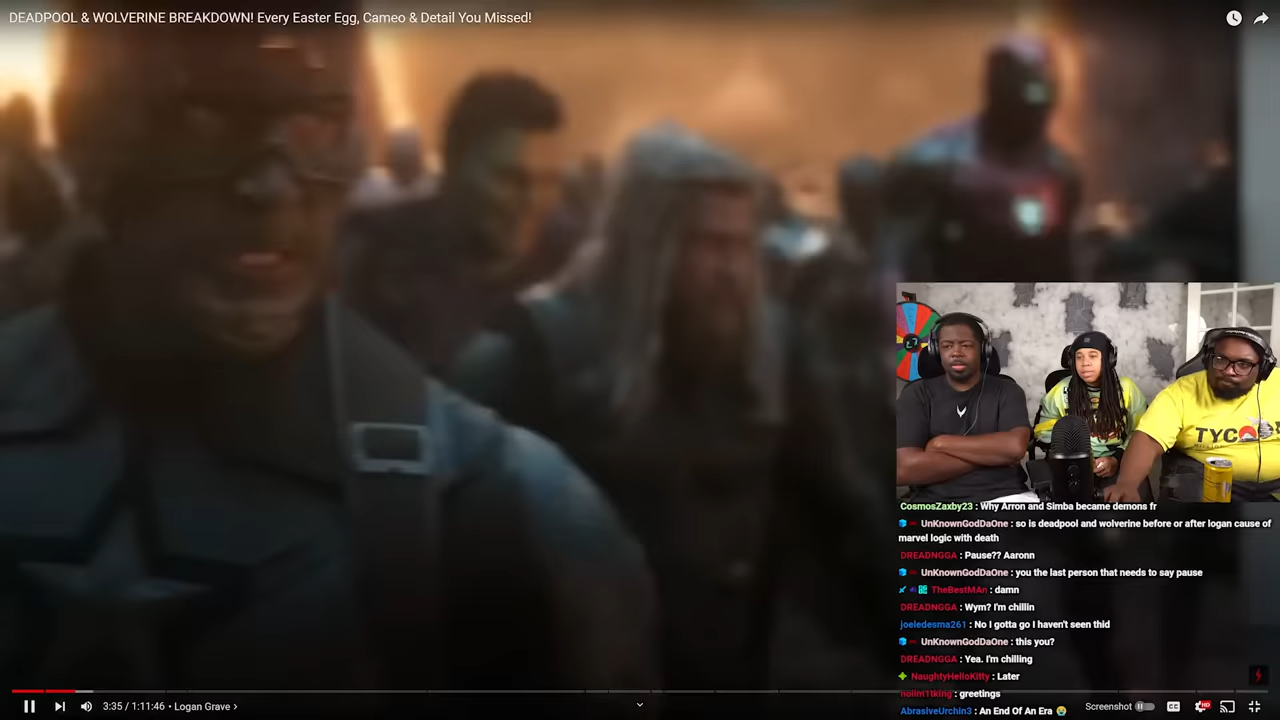 DEADPOOL & WOLVERINE BREAKDOWN! Every Easter Egg, Cameo & Detail You Missed!
TYCO
CosmosZaxby23 : Why Arron and Simba became demons fr
UnKnownGodDaOne : so is deadpool and wolverine before or after logan cause of
marvel logic with death
DREADNGGA : Pause?? Aaronn
UnKnownGodDaOne : you the last person that needs to say pause
TheBestMAn : damn
DREADNGGA : Wym? I'm chillin
joeledesma261 : No I gotta go I haven't seen thid
UnKnownGodDaOne : this you?
DREADNGGA : Yea. I'm chilling
NaughtyHelloKitty : Later
: greetings
AbrasiveUrchin3 : An End Of An Era 😭
3:35 / 1:11:46 • Logan Grave ›
Screenshot
CC
HD